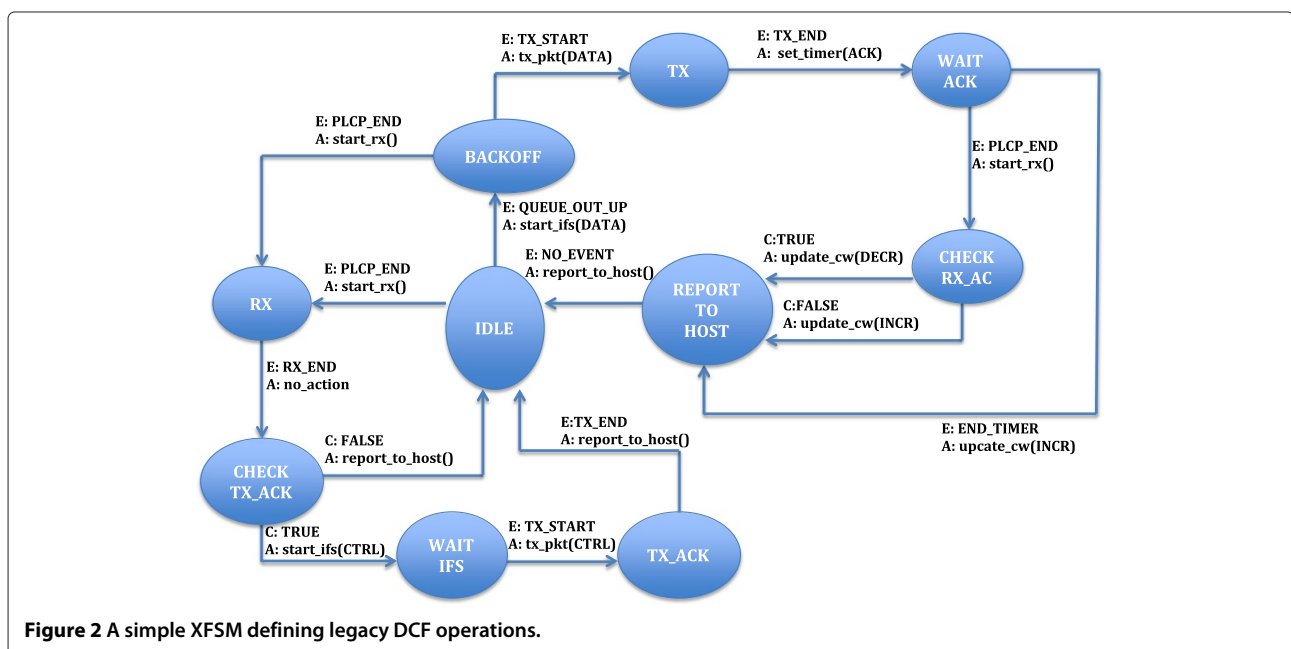 E: TX_START
A: tx_pkt(DATA)
TX
E: TX_END
A:  set_timer(ACK)
WAIT
ACK
E: PLCP_END
A: start_rx()
BACKOFF
E: PLCP_END
A: start_rx()
E: QUEUE_OUT_UP
A: start_ifs(DATA)
C:TRUE
A: update_cw(DECR)
CHECK
RX_AC
E: NO_EVENT
A: report_to_host()
E: PLCP_END
A: start_rx()
RX
IDLE
REPORT
TO
HOST
C:FALSE
A: update_cw(INCR)
E: RX_END
A: no_action
E:TX_END
A: report_to_host()
E: END_TIMER
A: upcate_cw(INCR)
C: FALSE
A: report_to_host()
CHECK
TX_ACK
C: TRUE
A: start_ifs(CTRL)
WAIT
IFS
E: TX_START
A: tx_pkt(CTRL)
TX_ACK
Figure 2 A simple XFSM defining legacy DCF operations.